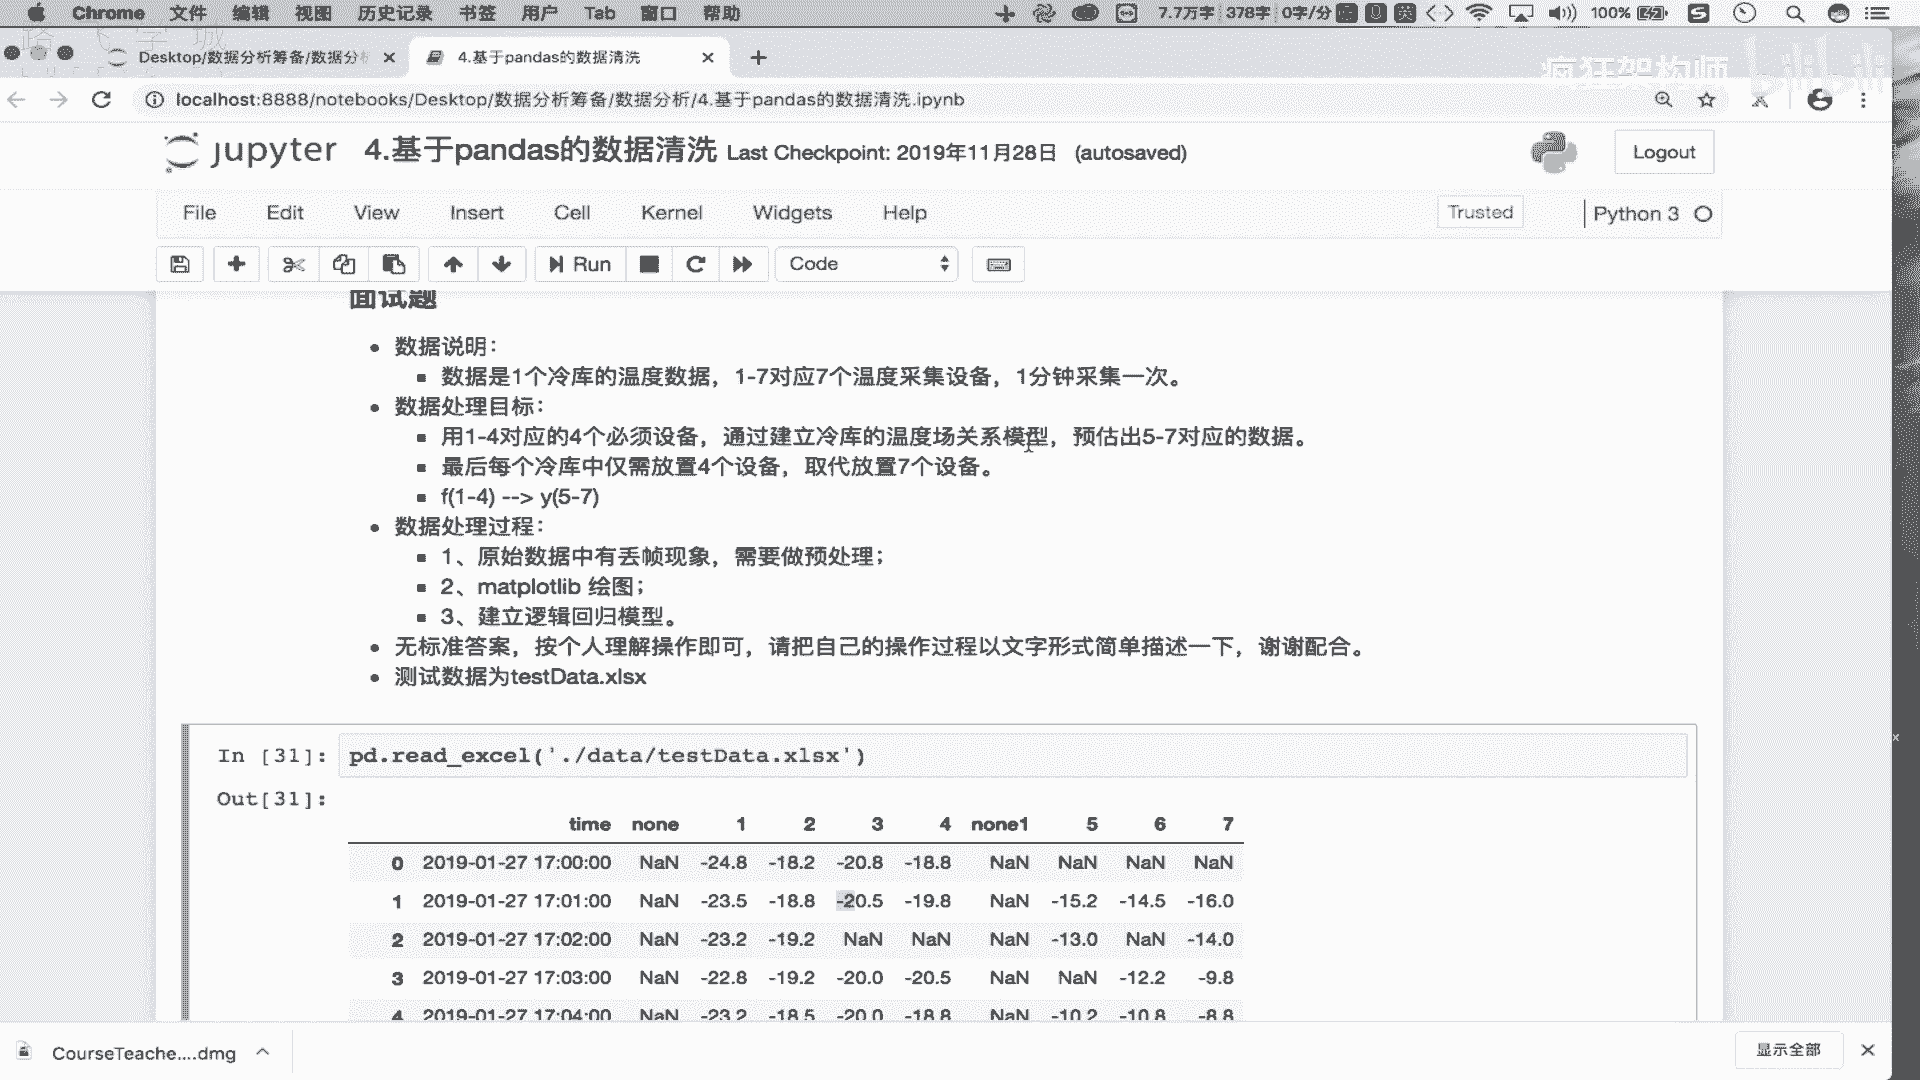 Chrome 文件 编辑 视图 历史记录 书签 用户 Tab 窗口 帮助 7.7万字 378字 0字/分 英 100%
Desktop/数据分析筹备/数据分析
4.基于pandas的数据清洗
疯狂架构师 bilibili
localhost:8888/notebooks/Desktop/数据分析筹备/数据分析/4.基于pandas的数据清洗.ipynb
jupyter 4.基于pandas的数据清洗 Last Checkpoint: 2019年11月28日 (autosaved) Logout
File Edit View Insert Cell Kernel Widgets Help Trusted Python 3
Run Code
面试题
数据说明：
数据是1个冷库的温度数据，1-7对应7个温度采集设备，1分钟采集一次。
数据处理目标：
用1-4对应的4个必须设备，通过建立冷库的温度场关系模型，预估出5-7对应的数据。
最后每个冷库中仅需放置4个设备，取代放置7个设备。
f(1-4) --> y(5-7)
数据处理过程：
1、原始数据中有丢帧现象，需要做预处理；
2、matplotlib 绘图；
3、建立逻辑回归模型。
无标准答案，按个人理解操作即可，请把自己的操作过程以文字形式简单描述一下，谢谢配合。
测试数据为testData.xlsx
In [31]: pd.read_excel('./data/testData.xlsx')
Out[31]:
time none 1 2 3 4 none1 5 6 7
0 2019-01-27 17:00:00 NaN -24.8 -18.2 -20.8 -18.8 NaN NaN NaN NaN
1 2019-01-27 17:01:00 NaN -23.5 -18.8 -20.5 -19.8 NaN -15.2 -14.5 -16.0
2 2019-01-27 17:02:00 NaN -23.2 -19.2 NaN NaN NaN -13.0 NaN -14.0
3 2019-01-27 17:03:00 NaN -22.8 -19.2 -20.0 -20.5 NaN NaN -12.2 -9.8
4 2019-01-27 17:04:00 NaN -23.2 -18.5 -20.0 -18.8 NaN -10.2 -10.8 -8.8
CourseTeache....dmg 显示全部